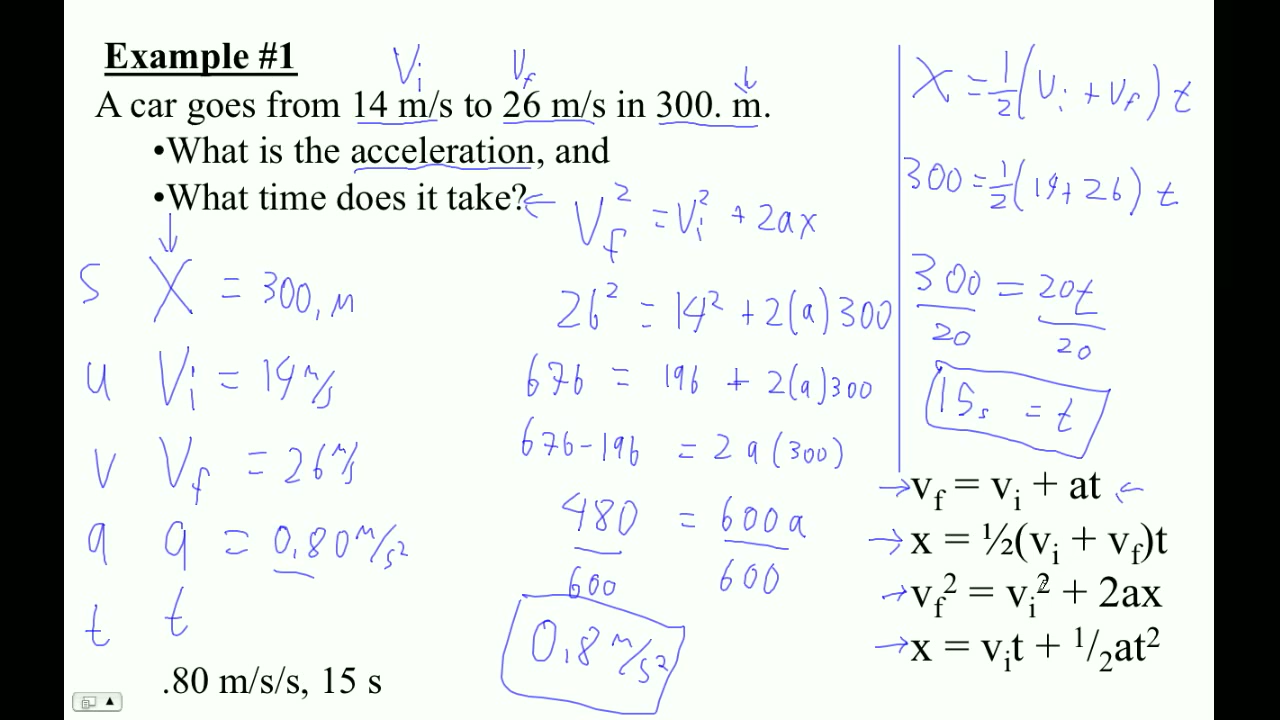 Example #1
Vi
Vf
A car goes from 14 m/s to 26 m/s in 300. m.
•What is the acceleration, and
•What time does it take?
S X = 300. m
u Vi = 14 m/s
v Vf = 26 m/s
a a = 0.80 m/s²
t t
.80 m/s/s, 15 s
Vf² = Vi² + 2ax
26² = 14² + 2(a)300
676 = 196 + 2(a)300
676-196 = 2a(300)
480 = 600a
600 600
0.8 m/s²
X = ½(Vi + Vf)t
300 = ½(14+26)t
300 = 20t
20 20
15s = t
→vf = vi + at ←
→x = ½(vi + vf)t
→vf² = vi² + 2ax
→x = vit + ½at²